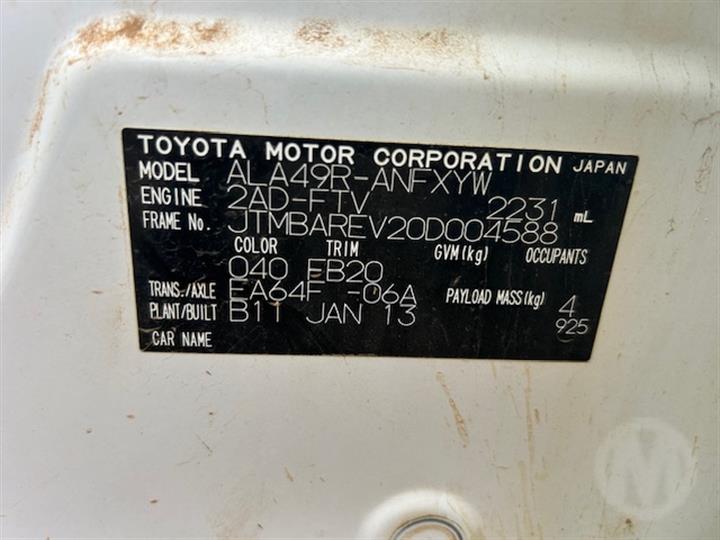 TOYOTA MOTOR CORPORATION JAPAN
MODEL ALA49R-ANFXYW
ENGINE 2AD-FTV 2231 mL
FRAME No. JTMBAREV20D004588
COLOR TRIM GVM(kg) OCCUPANTS
040 EB20
TRANS./AXLE EA64F -06A PAYLOAD MASS(kg) 4
PLANT/BUILT B11 JAN 13 925
CAR NAME
M